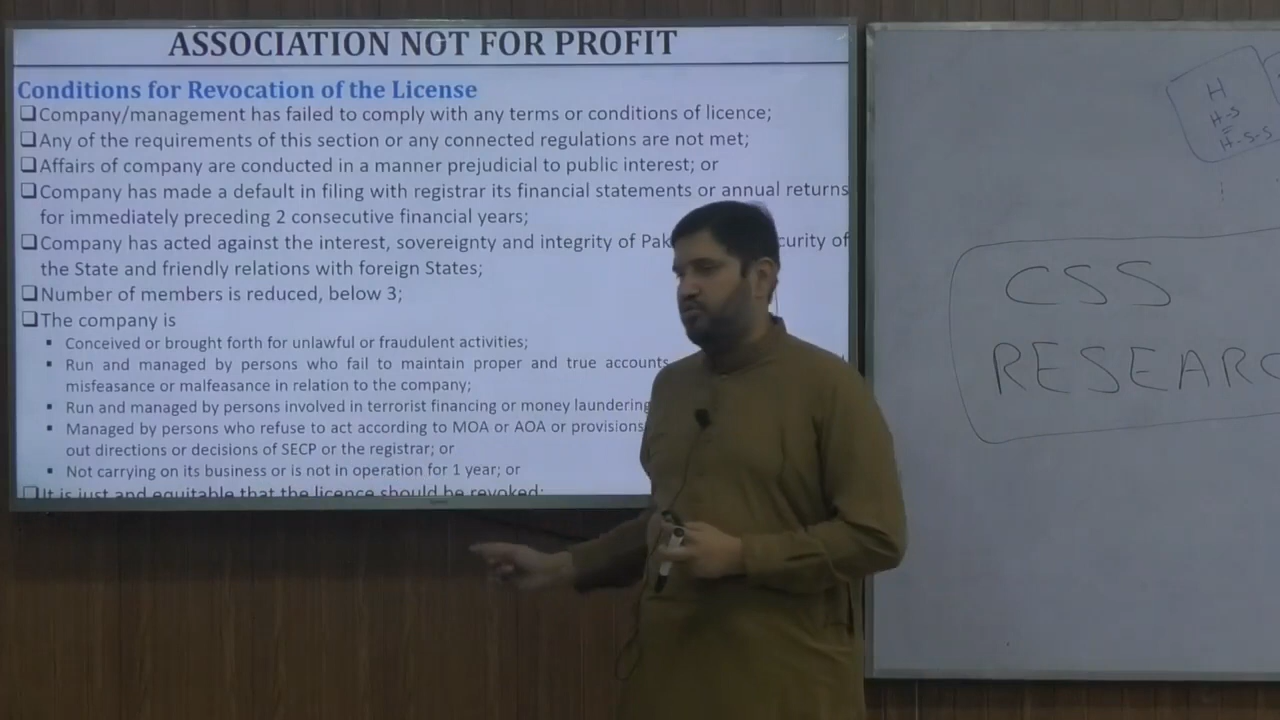 ASSOCIATION NOT FOR PROFIT
Conditions for Revocation of the License
❑Company/management has failed to comply with any terms or conditions of licence;
❑Any of the requirements of this section or any connected regulations are not met;
❑Affairs of company are conducted in a manner prejudicial to public interest; or
❑Company has made a default in filing with registrar its financial statements or annual returns
for immediately preceding 2 consecutive financial years;
❑Company has acted against the interest, sovereignty and integrity of Pak curity of
the State and friendly relations with foreign States;
❑Number of members is reduced, below 3;
❑The company is
▪ Conceived or brought forth for unlawful or fraudulent activities;
▪ Run and managed by persons who fail to maintain proper and true accounts
misfeasance or malfeasance in relation to the company;
▪ Run and managed by persons involved in terrorist financing or money laundering
▪ Managed by persons who refuse to act according to MOA or AOA or provisions
out directions or decisions of SECP or the registrar; or
▪ Not carrying on its business or is not in operation for 1 year; or
❑It is just and equitable that the licence should be revoked;
H
H-S
H-S-S
CSS
RESEARC